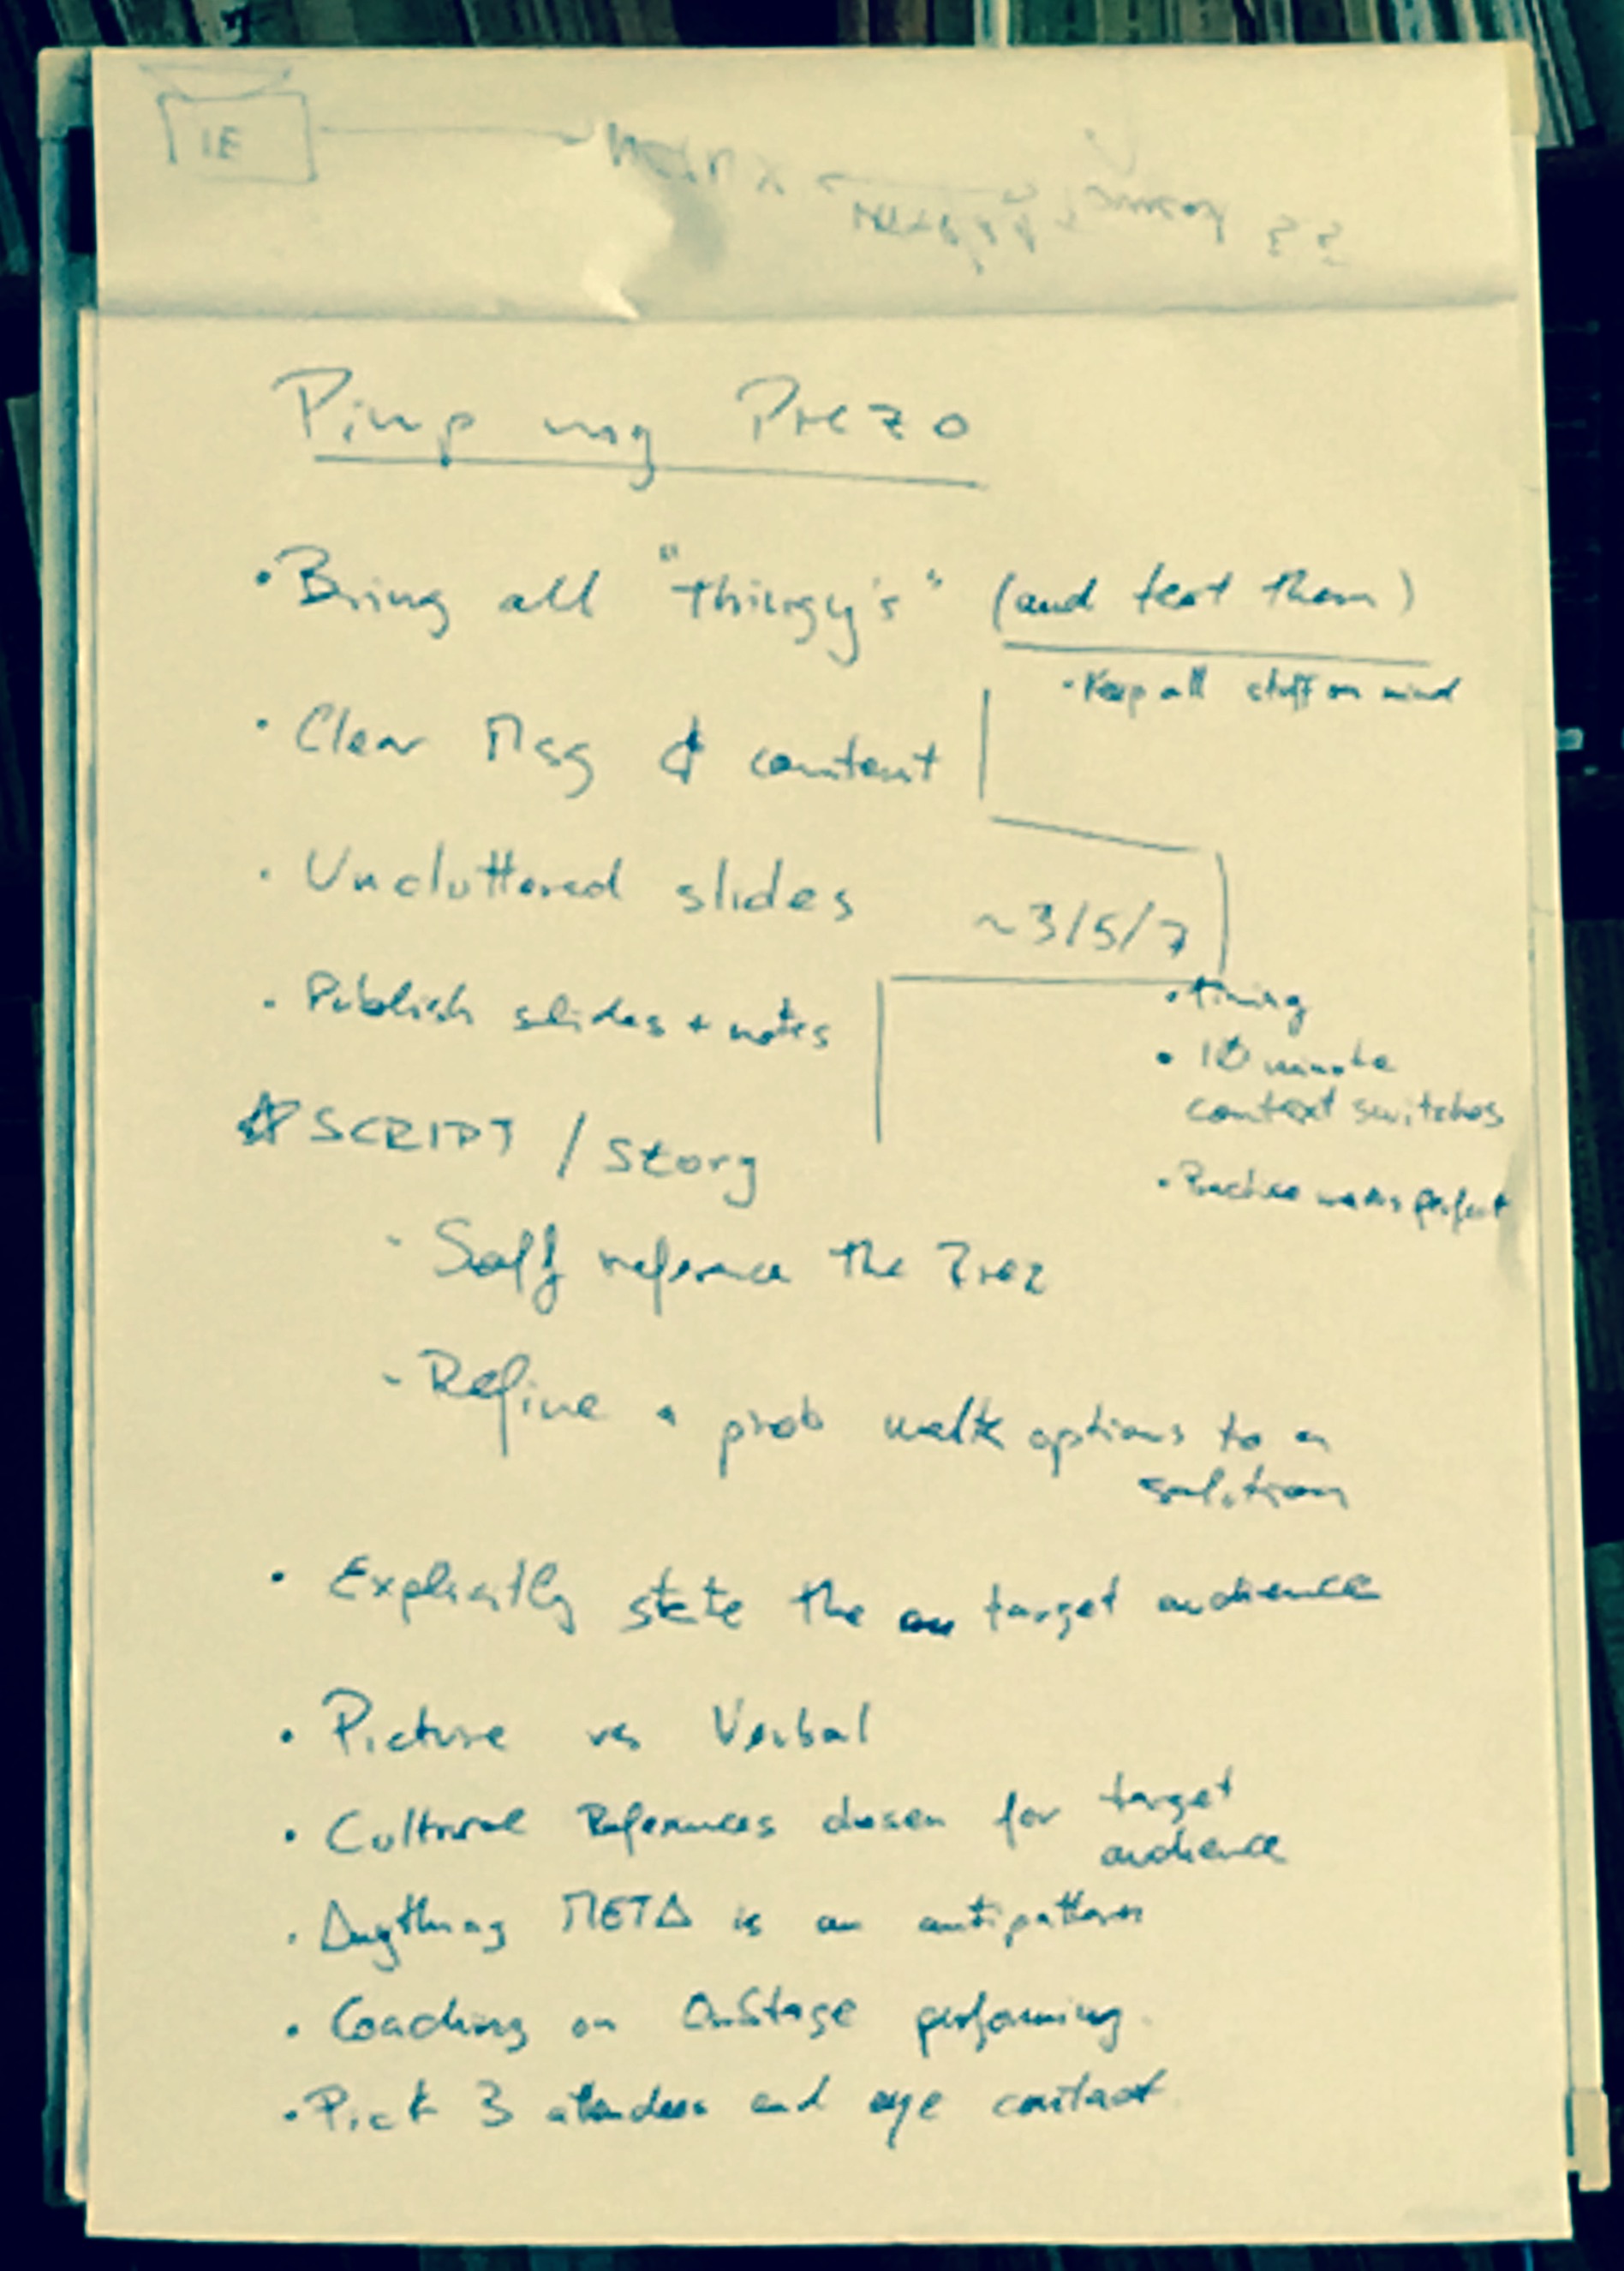 IE
Pimp my Prezo
• Bring all "thingy's" (and test them)
• Keep all stuff on mind
• Clear Msg & content
• Uncluttered slides ~3/5/7
• Publish slides + notes
• timing
• 10 minute
context switches
• Practice makes perfect
☆ SCRIPT / Story
- Self reference the Prez
- Refine a prob walk options to a
solution
• Explicitly state the target audience
• Picture vs Verbal
• Cultural References chosen for target
audience
• Anything META is an antipattern
• Coaching on OnStage performing.
• Pick 3 attendees and eye contact.